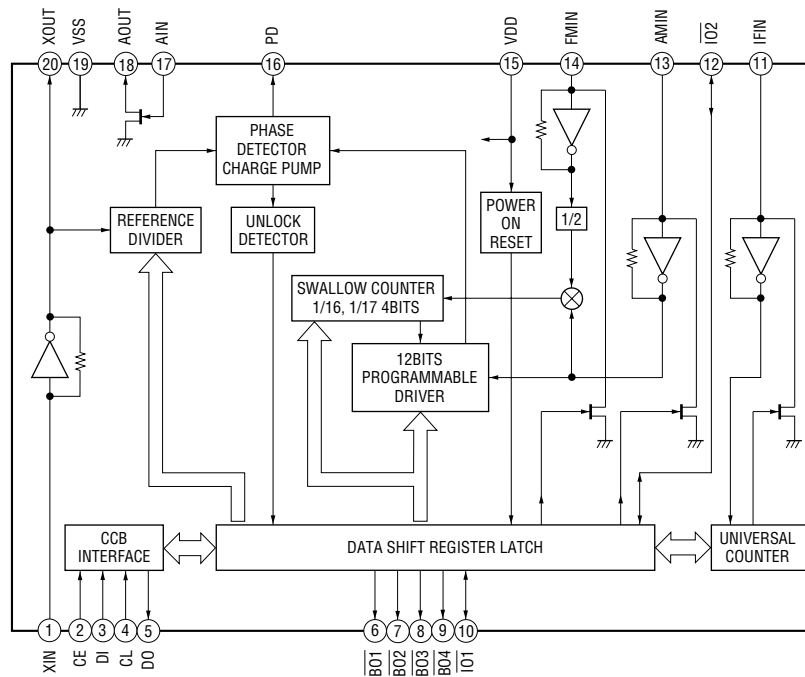 XOUT
VSS
AOUT
AIN
PD
VDD
FMIN
AMIN
IO2
IFIN
20
19
18
17
16
15
14
13
12
11
PHASE
DETECTOR
CHARGE PUMP
REFERENCE
DIVIDER
UNLOCK
DETECTOR
POWER
ON
RESET
1/2
SWALLOW COUNTER
1/16, 1/17 4BITS
12BITS
PROGRAMMABLE
DRIVER
CCB
INTERFACE
DATA SHIFT REGISTER LATCH
UNIVERSAL
COUNTER
1
2
3
4
5
6
7
8
9
10
XIN
CE
DI
CL
DO
BO1
BO2
BO3
BO4
IO1